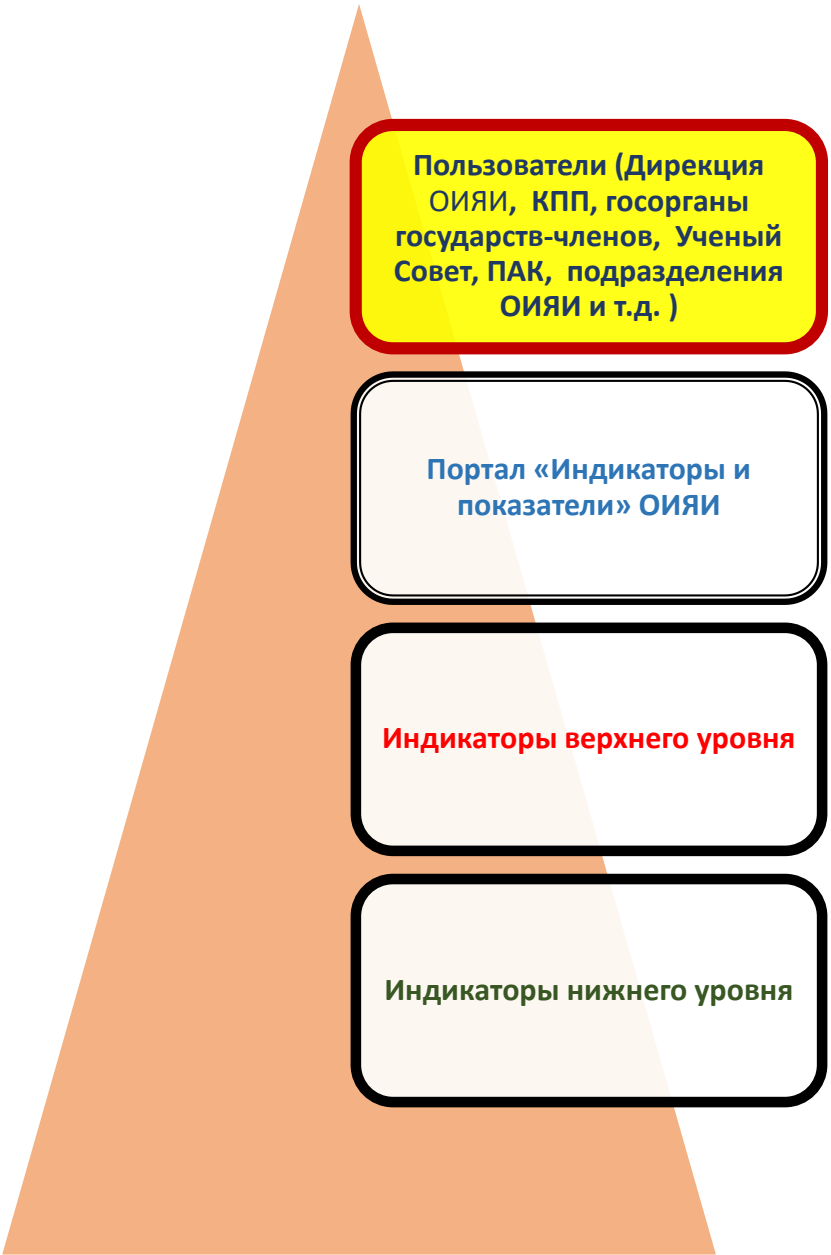 Пользователи (Дирекция
ОИЯИ, КПП, госорганы
государств-членов, Ученый
Совет, ПАК, подразделения
ОИЯИ и т.д. )
Портал «Индикаторы и
показатели» ОИЯИ
Индикаторы верхнего уровня
Индикаторы нижнего уровня